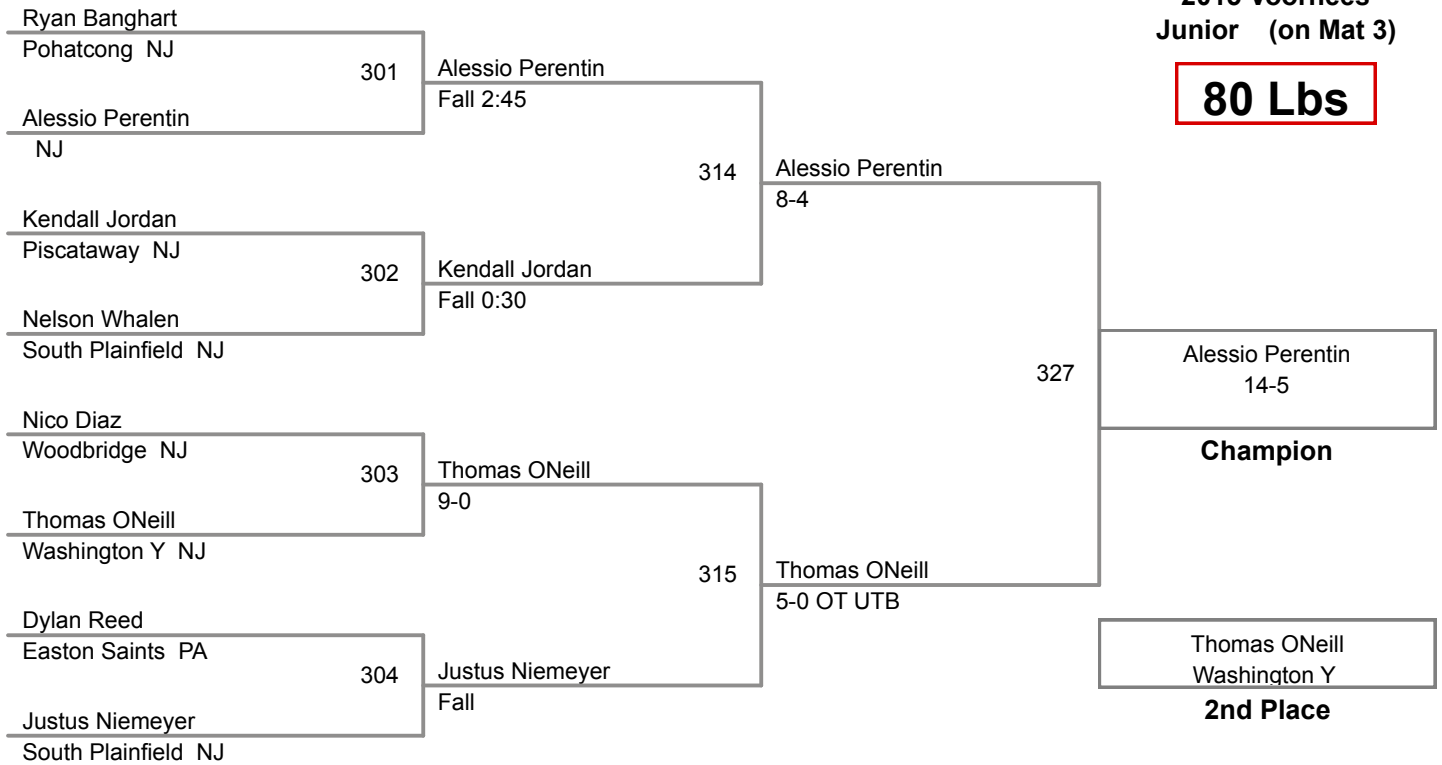 Junior (on Mat 3)
80 Lbs
Ryan Banghart
Pohatcong NJ
301
Alessio Perentin
Fall 2:45
Alessio Perentin
NJ
314
Alessio Perentin
8-4
Kendall Jordan
Piscataway NJ
302
Kendall Jordan
Fall 0:30
Nelson Whalen
South Plainfield NJ
327
Alessio Perentin
14-5
Champion
Nico Diaz
Woodbridge NJ
303
Thomas ONeill
9-0
Thomas ONeill
Washington Y NJ
315
Thomas ONeill
5-0 OT UTB
Dylan Reed
Easton Saints PA
304
Justus Niemeyer
Fall
Justus Niemeyer
South Plainfield NJ
Thomas ONeill
Washington Y
2nd Place